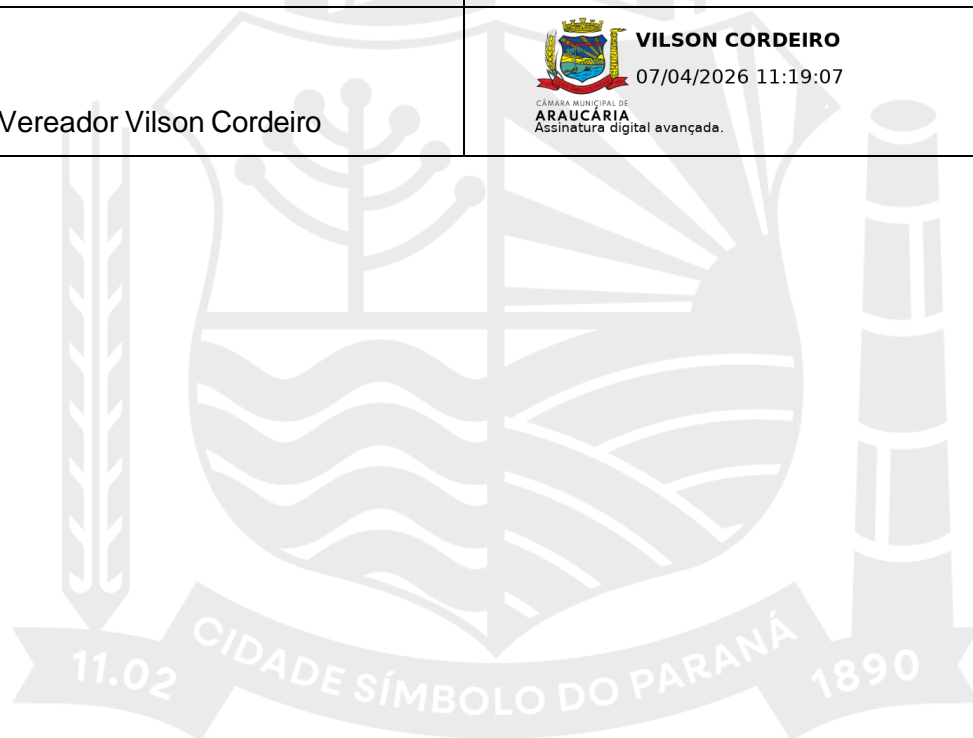 VILSON CORDEIRO
07/04/2026 11:19:07
Vereador Vilson Cordeiro
CÂMARA MUNICIPAL DE
ARAUCÁRIA
Assinatura digital avançada.
11.02 CIDADE SÍMBOLO DO PARANÁ 1890